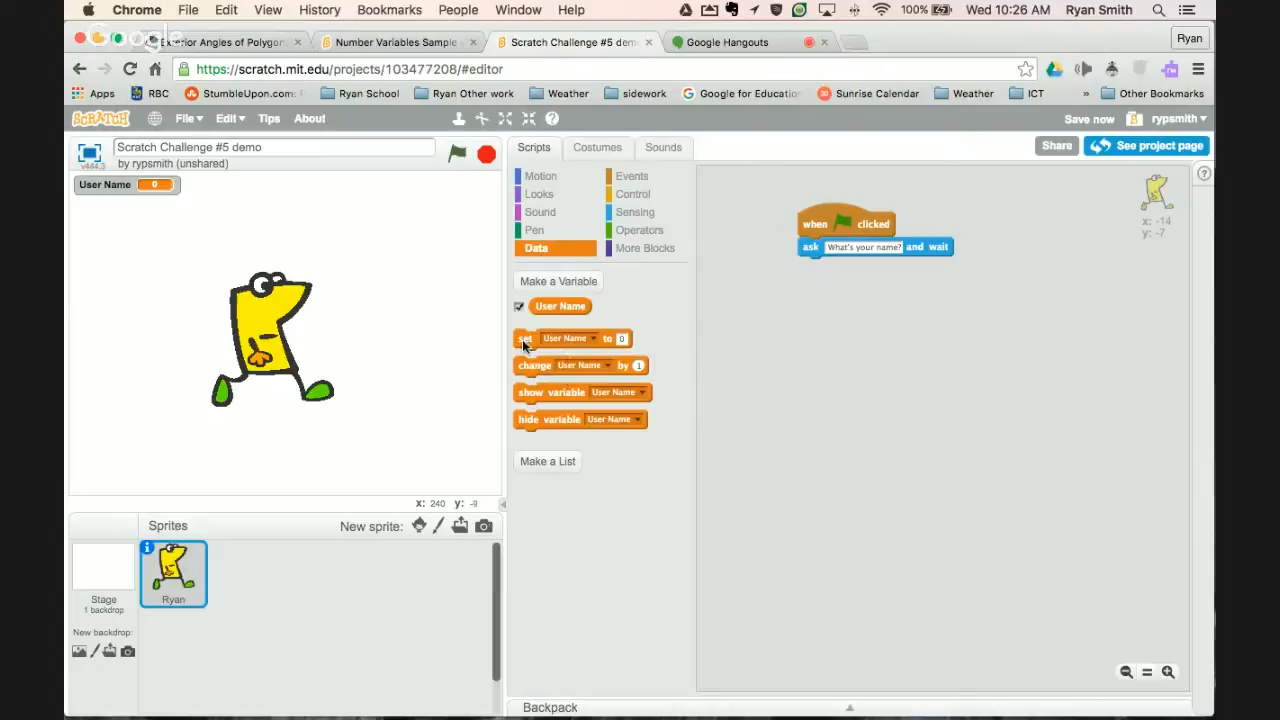 Chrome File Edit View History Bookmarks People Window Help 100% Wed 10:26 AM Ryan Smith
Google
terior Angles of Polygon Number Variables Sample Scratch Challenge #5 dem Google Hangouts Ryan
https://scratch.mit.edu/projects/103477208/#editor
Apps RBC StumbleUpon.com: Ryan School Ryan Other work Weather sidework Google for Education Sunrise Calendar Weather ICT » Other Bookmarks
SCRATCH File Edit Tips About Save now rypsmith
Scratch Challenge #5 demo
by rypsmith (unshared)
v444.3
User Name 0
x: 240 y: -9
Scripts Costumes Sounds Share See project page
Motion Events
Looks Control
Sound Sensing
Pen Operators
Data More Blocks
Make a Variable
User Name
set User Name to 0
change User Name by 1
show variable User Name
hide variable User Name
Make a List
when clicked
ask What's your name? and wait
x: -14
y: -7
Sprites New sprite:
Stage
1 backdrop
New backdrop:
Ryan
Backpack